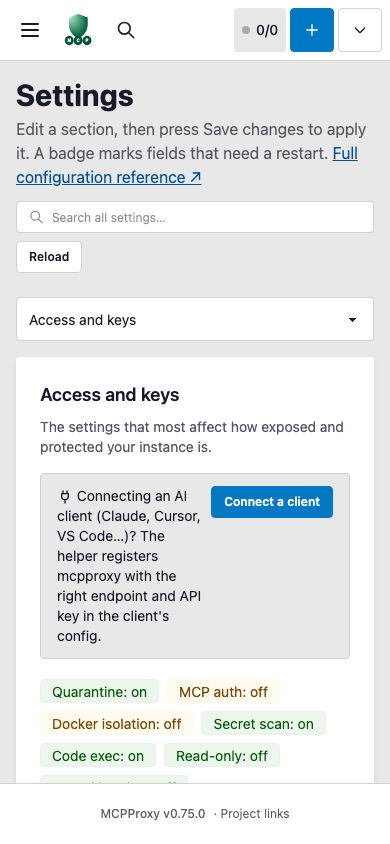 MCP
0/0
Settings
Edit a section, then press Save changes to apply
it. A badge marks fields that need a restart. Full
configuration reference ↗
Search all settings...
Reload
Access and keys
Access and keys
The settings that most affect how exposed and
protected your instance is.
Connecting an AI
client (Claude, Cursor,
VS Code…)? The
helper registers
mcpproxy with the
right endpoint and API
key in the client's
config.
Connect a client
Quarantine: on
MCP auth: off
Docker isolation: off
Secret scan: on
Code exec: on
Read-only: off
MCPProxy v0.75.0 · Project links